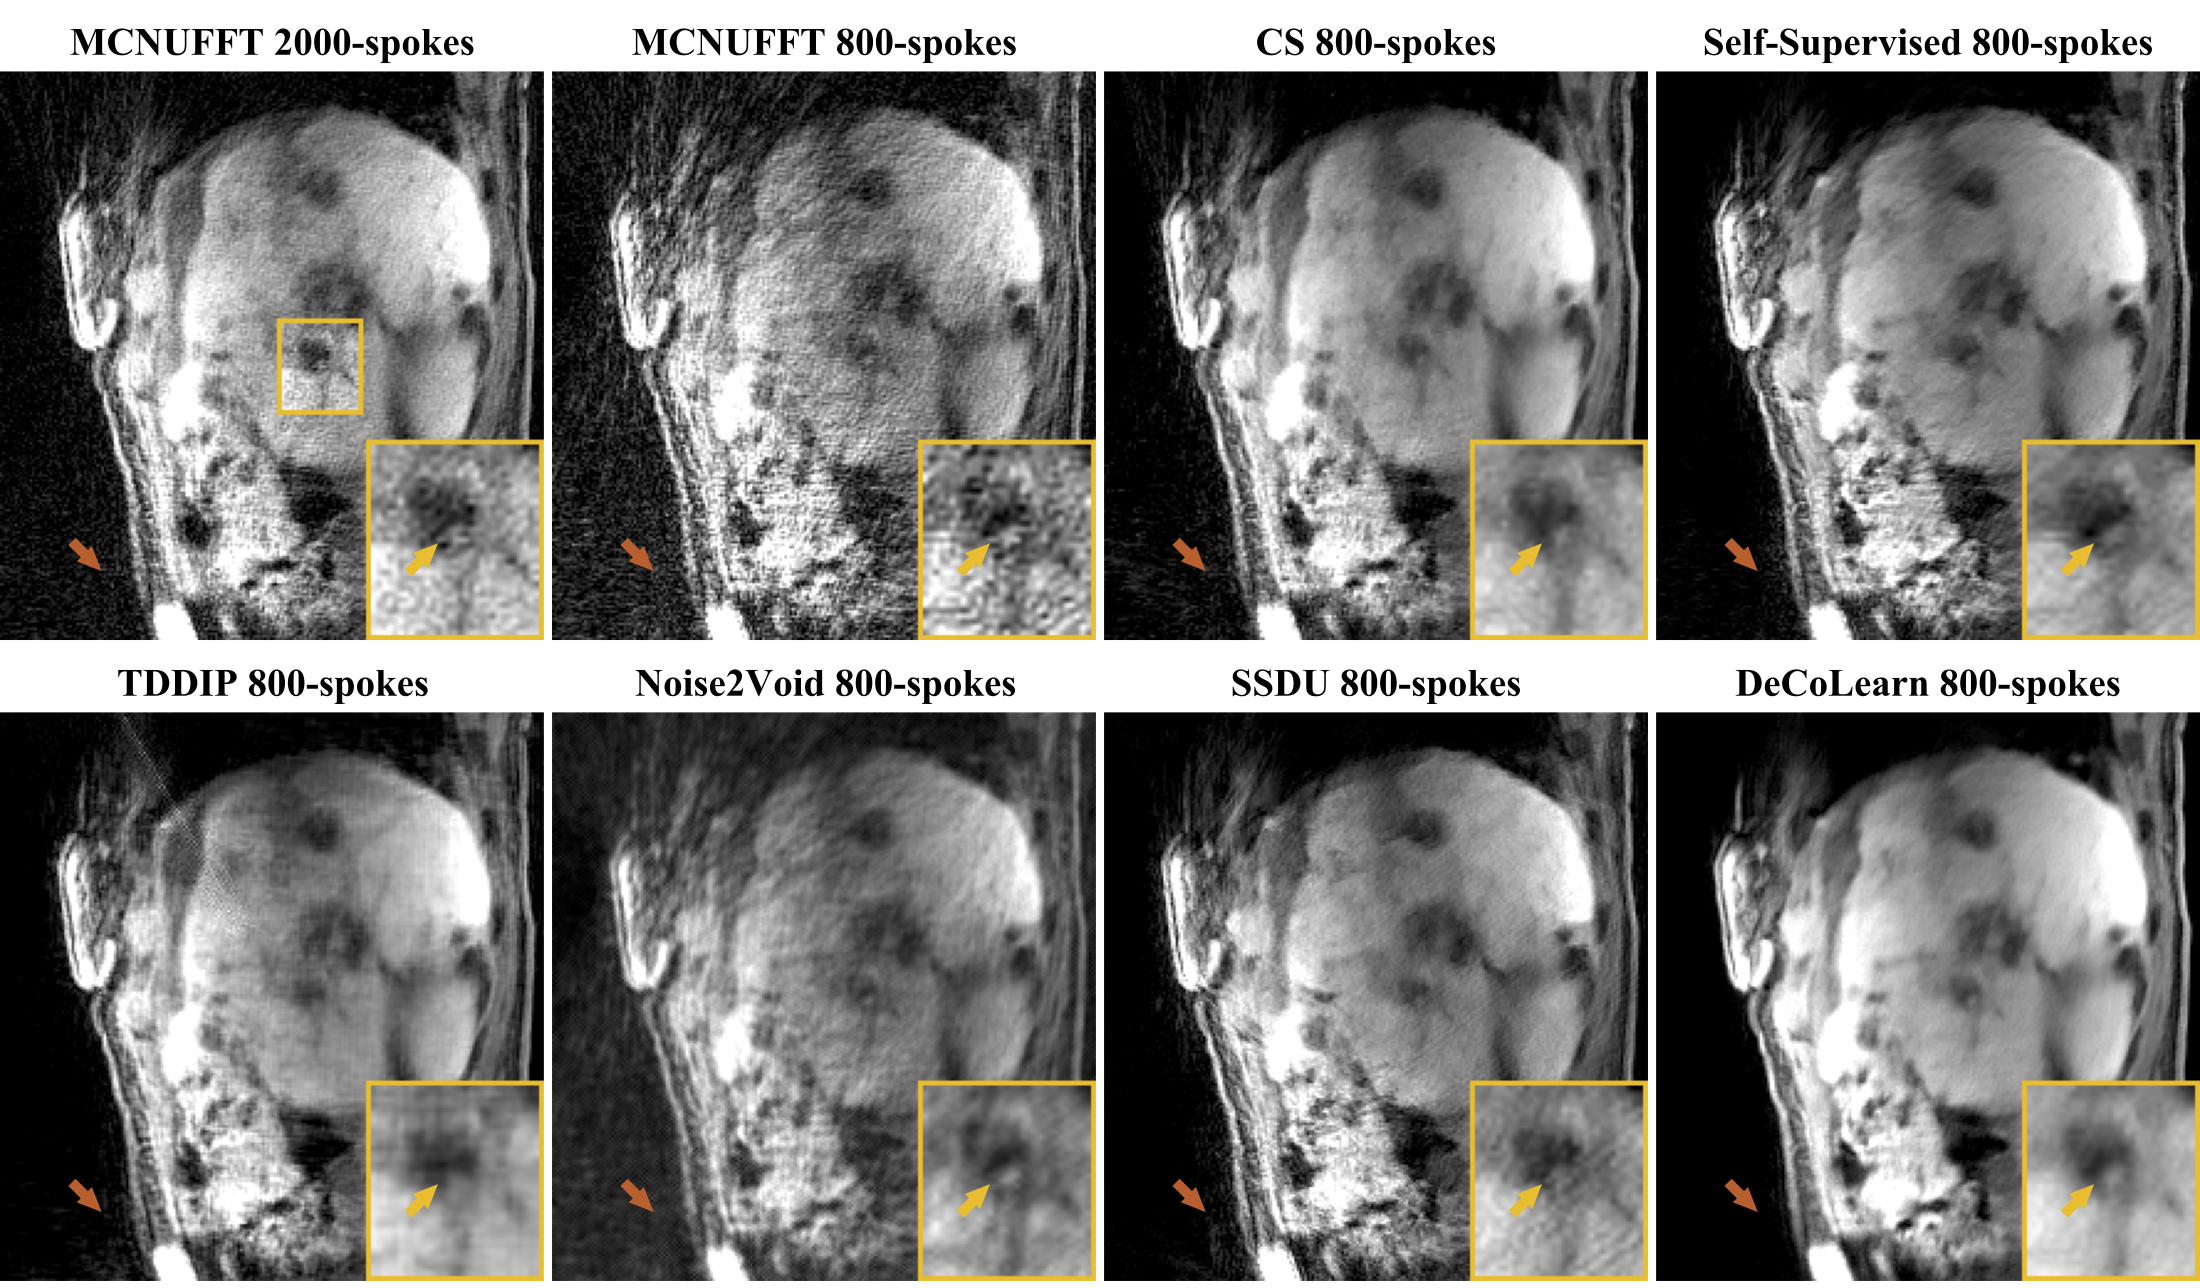 MCNUFFT 2000-spokes
MCNUFFT 800-spokes
CS 800-spokes
Self-Supervised 800-spokes
TDDIP 800-spokes
Noise2Void 800-spokes
SSDU 800-spokes
DeCoLearn 800-spokes